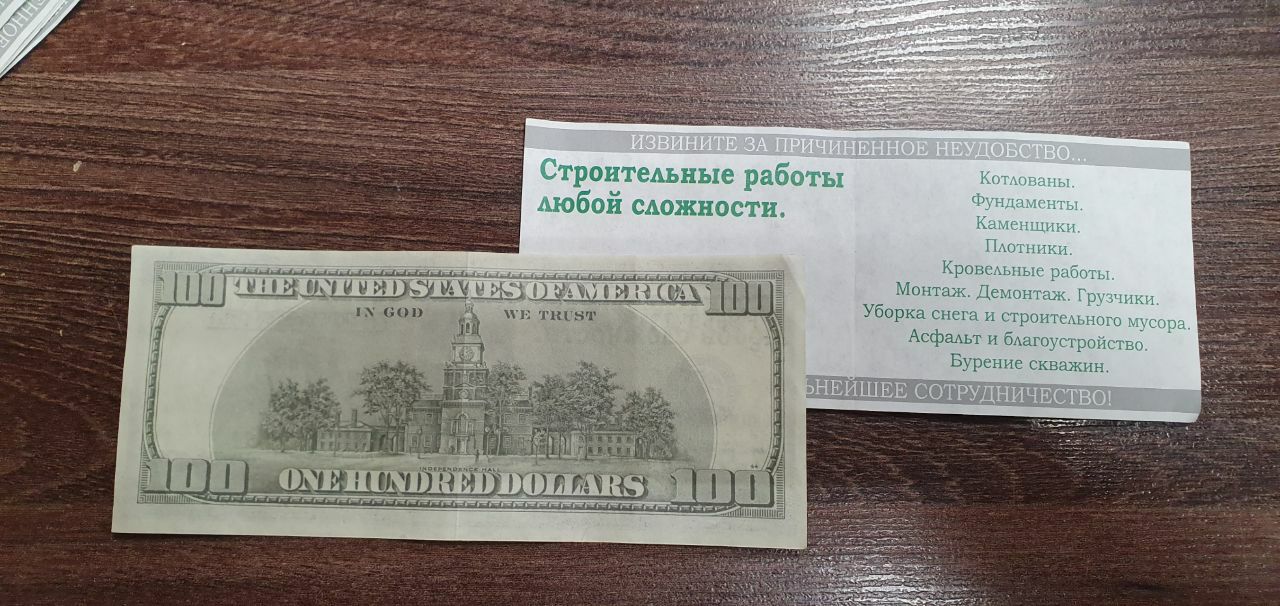 ИЗВИНИТЕ ЗА ПРИЧИНЕННОЕ НЕУДОБСТВО...
Строительные работы
любой сложности.
Котлованы.
Фундаменты.
Каменщики.
Плотники.
Кровельные работы.
Монтаж. Демонтаж. Грузчики.
Уборка снега и строительного мусора.
Асфальт и благоустройство.
Бурение скважин.
ЬНЕЙШЕЕ СОТРУДНИЧЕСТВО!
100 THE UNITED STATES OF AMERICA 100
IN GOD WE TRUST
INDEPENDENCE HALL
100 ONE HUNDRED DOLLARS 100